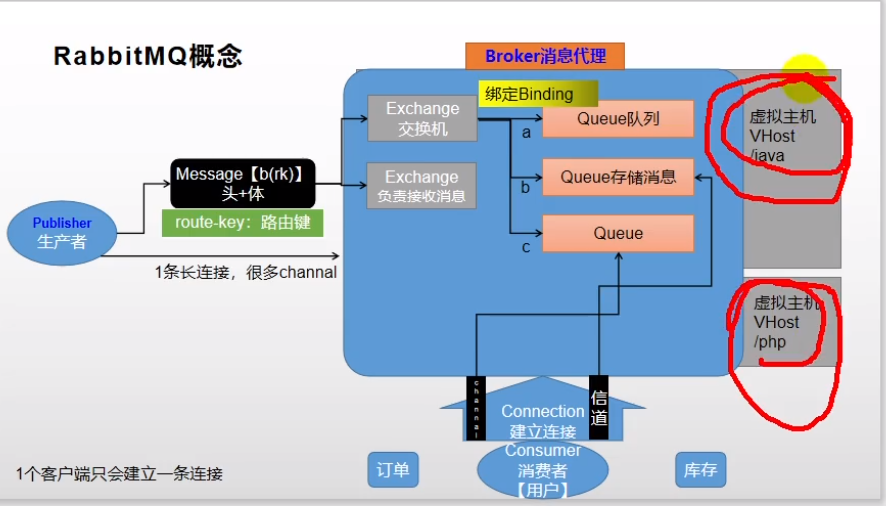 RabbitMQ概念
Broker消息代理
绑定Binding
Exchange
交换机
a
Queue队列
虚拟主机
VHost
/java
Message【b(rk)】
头+体
Exchange
负责接收消息
b
Queue存储消息
route-key：路由键
Publisher
生产者
c
Queue
1条长连接，很多channal
虚拟主机
VHost
/php
channal
信道
Connection
建立连接
Consumer
消费者
【用户】
订单
库存
1个客户端只会建立一条连接